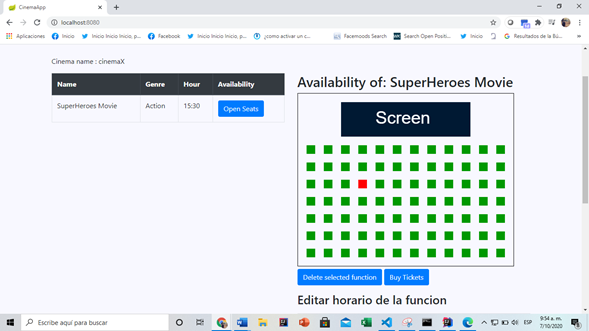 CinemaApp
localhost:8080
Aplicaciones Inicio Inicio Inicio Inicio, p... Facebook Inicio Inicio Inicio, p... ¿como activar un c... Facemoods Search Search Open Positi... Inicio Resultados de la Bú...
Cinema name : cinemaX
Name Genre Hour Availability
SuperHeroes Movie Action 15:30 Open Seats
Availability of: SuperHeroes Movie
Screen
Delete selected function Buy Tickets
Editar horario de la funcion
Escribe aquí para buscar
ESP
9:54 a. m.
7/10/2020